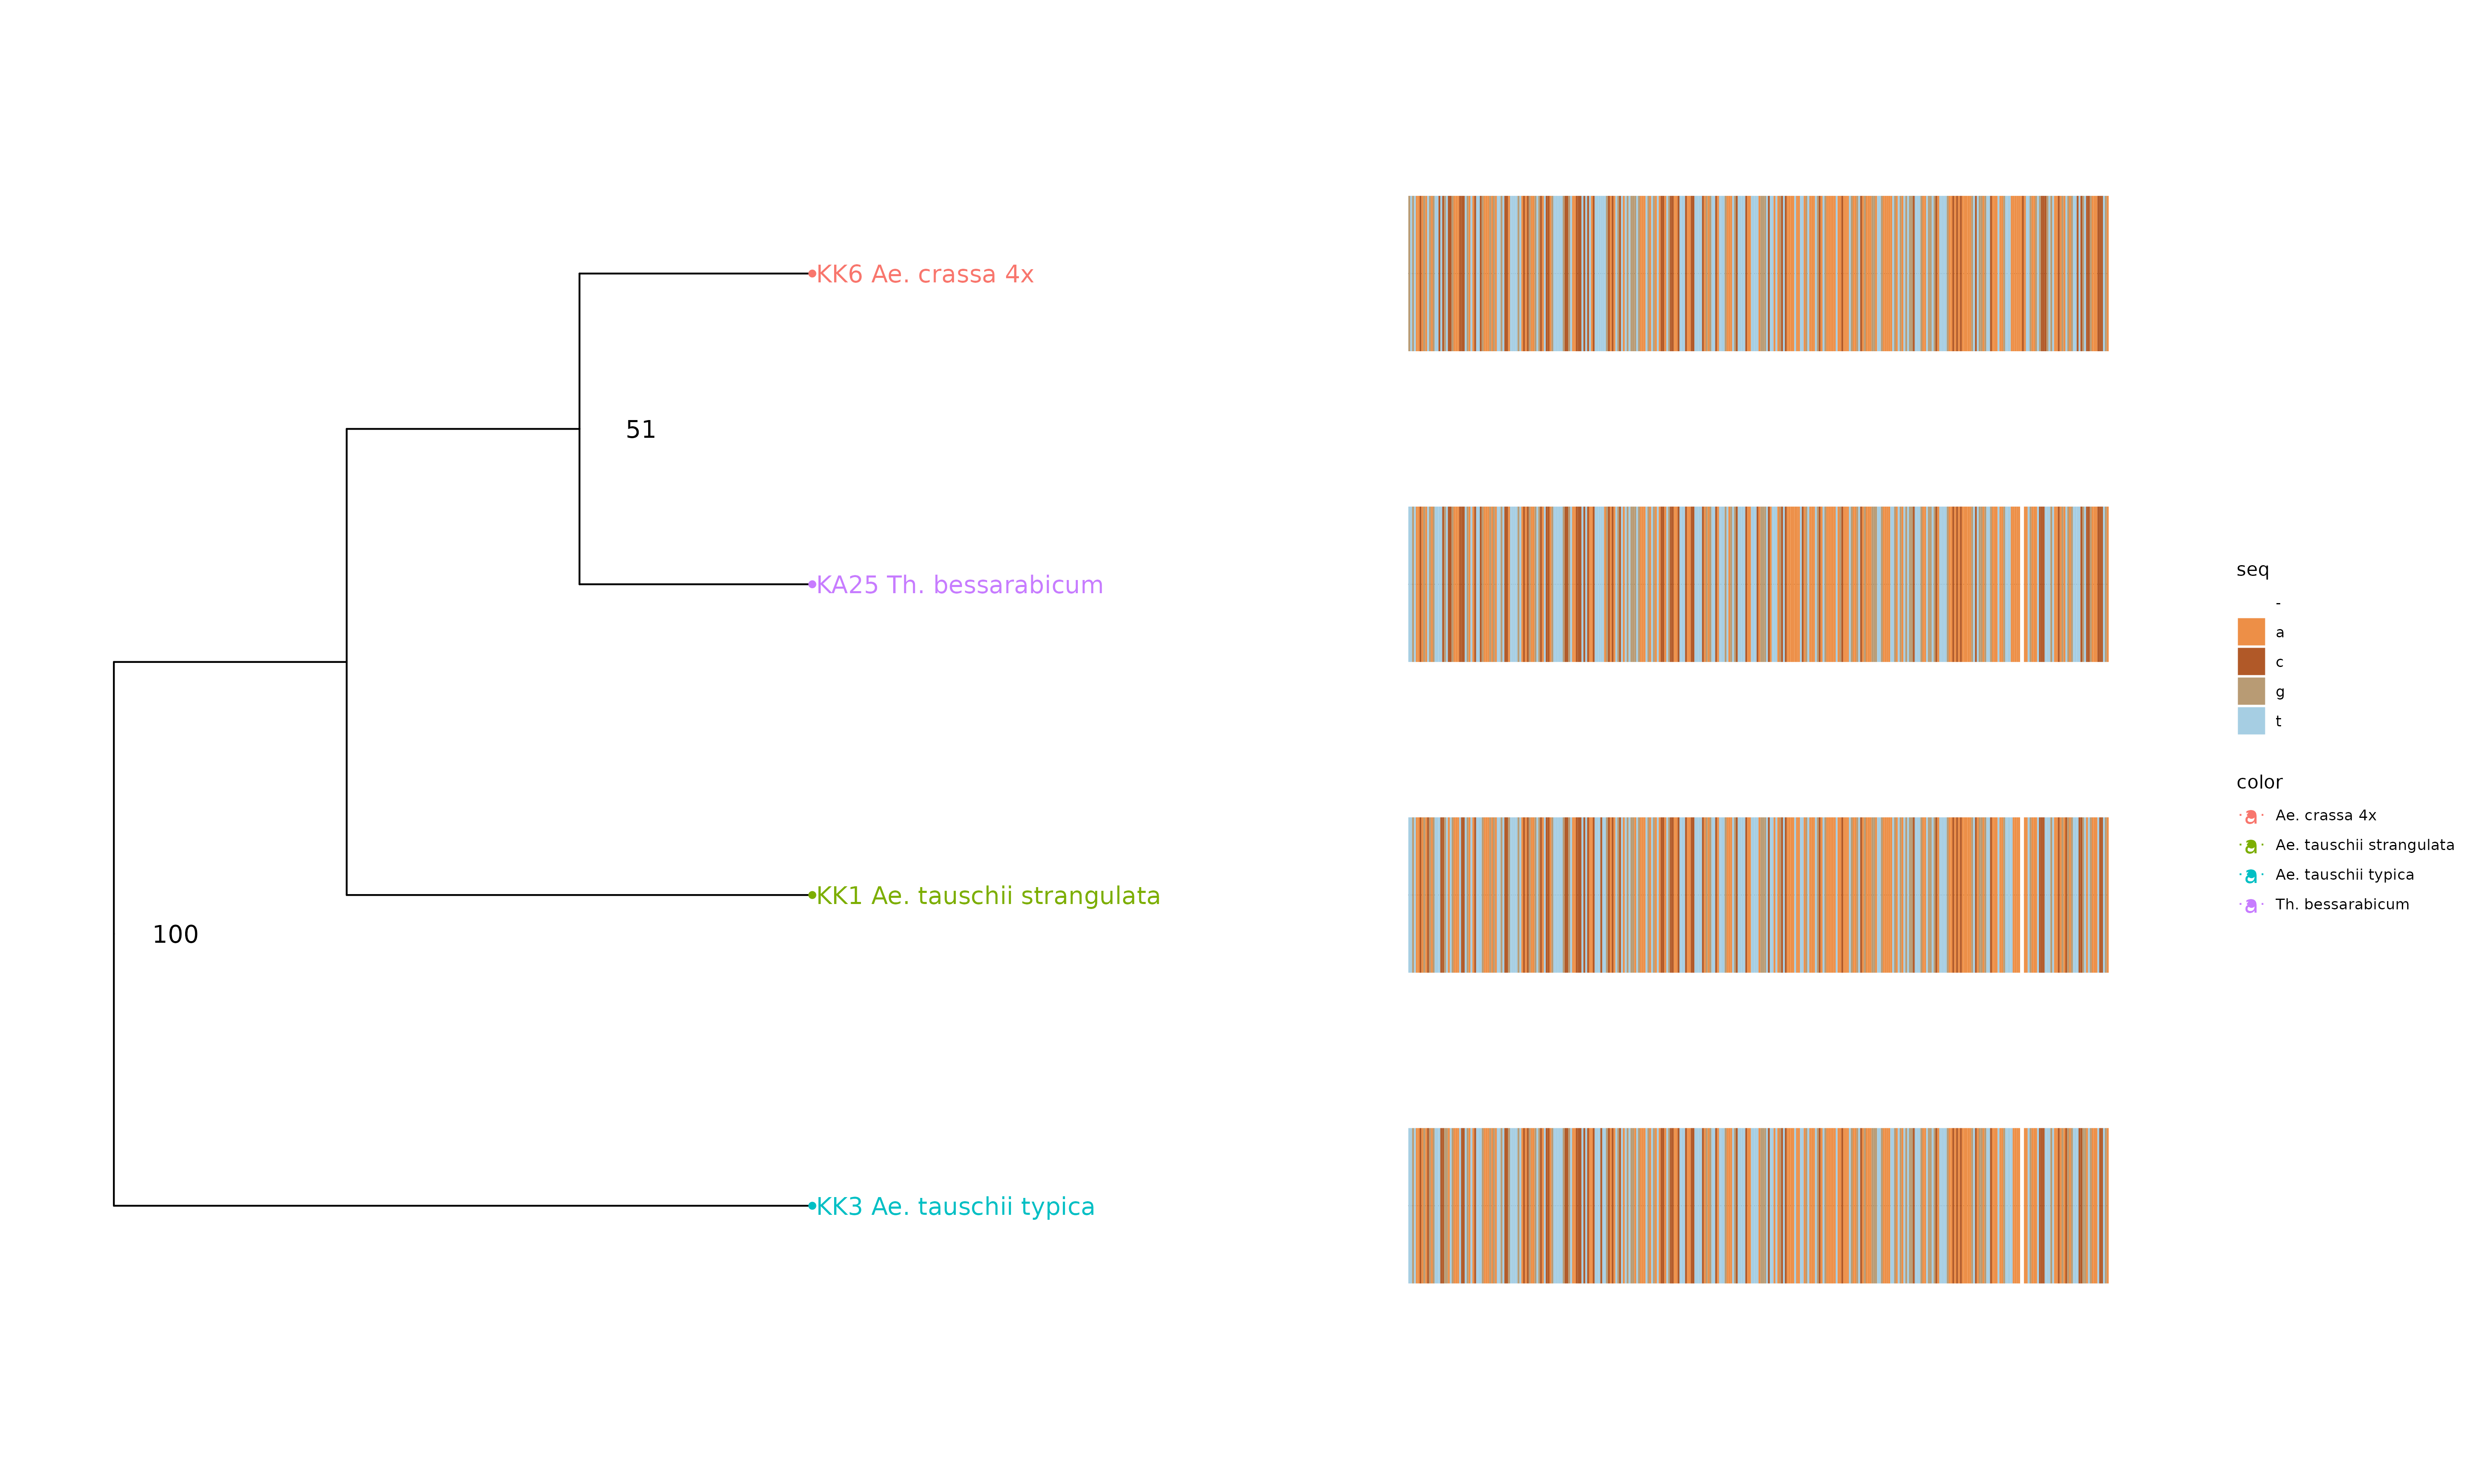 KK6 Ae. crassa 4x
51
KA25 Th. bessarabicum
KK1 Ae. tauschii strangulata
100
KK3 Ae. tauschii typica
seq
-
a
c
g
t
color
a Ae. crassa 4x
a Ae. tauschii strangulata
a Ae. tauschii typica
a Th. bessarabicum